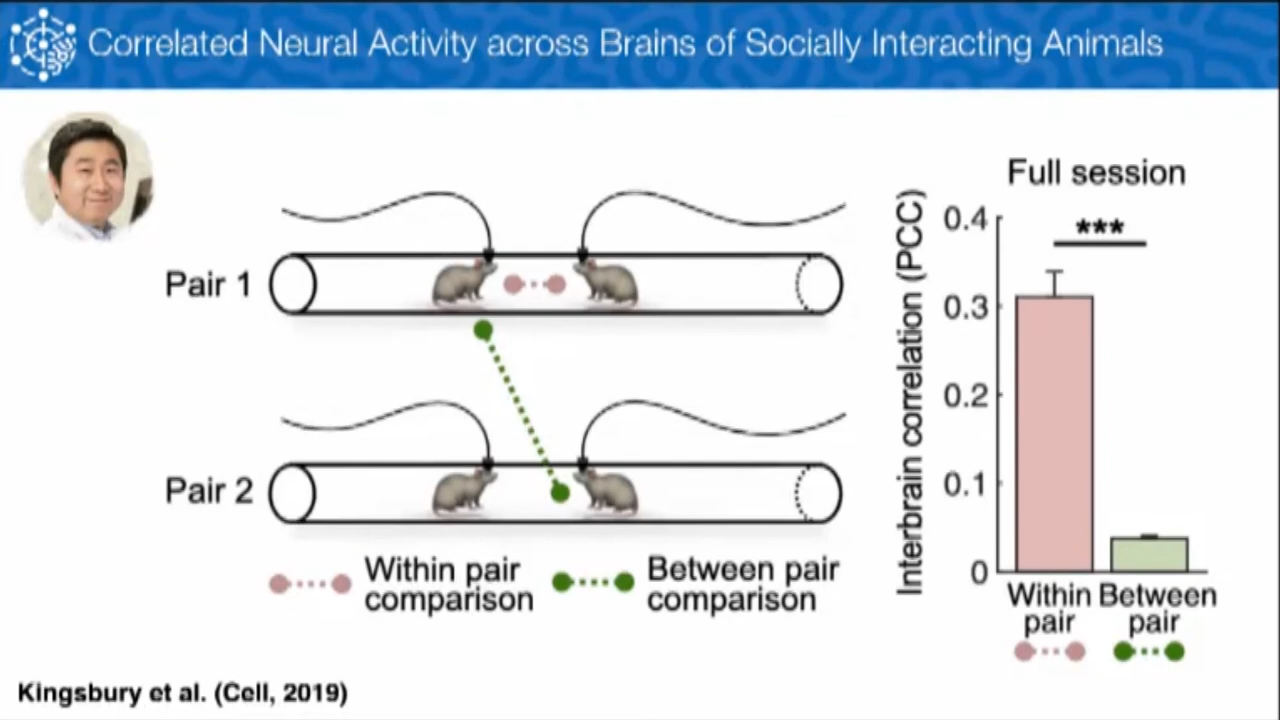 Correlated Neural Activity across Brains of Socially Interacting Animals
Pair 1
Pair 2
Within pair
comparison
Between pair
comparison
Full session
Interbrain correlation (PCC)
0.4
0.3
0.2
0.1
0
***
Within Between
pair pair
Kingsbury et al. (Cell, 2019)